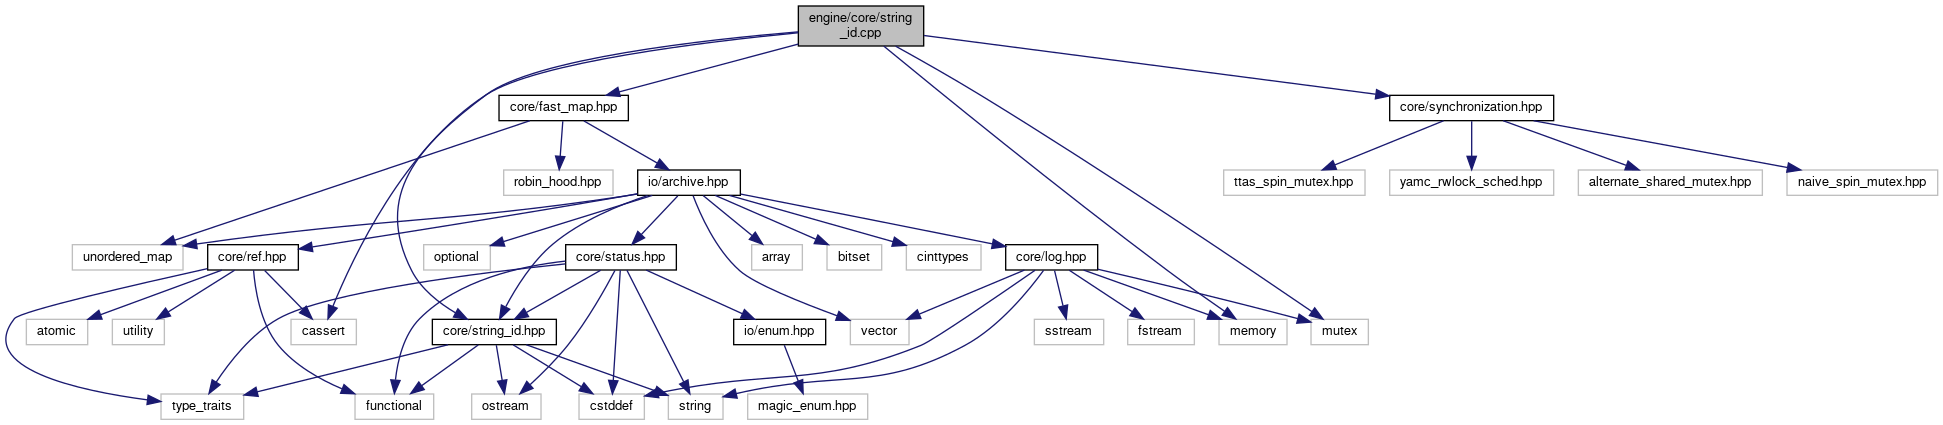 engine/core/string
_id.cpp
core/fast_map.hpp
core/synchronization.hpp
robin_hood.hpp
io/archive.hpp
ttas_spin_mutex.hpp
yamc_rwlock_sched.hpp
alternate_shared_mutex.hpp
naive_spin_mutex.hpp
unordered_map
core/ref.hpp
optional
core/status.hpp
array
bitset
cinttypes
core/log.hpp
atomic
utility
cassert
core/string_id.hpp
io/enum.hpp
vector
sstream
fstream
memory
mutex
type_traits
functional
ostream
cstddef
string
magic_enum.hpp